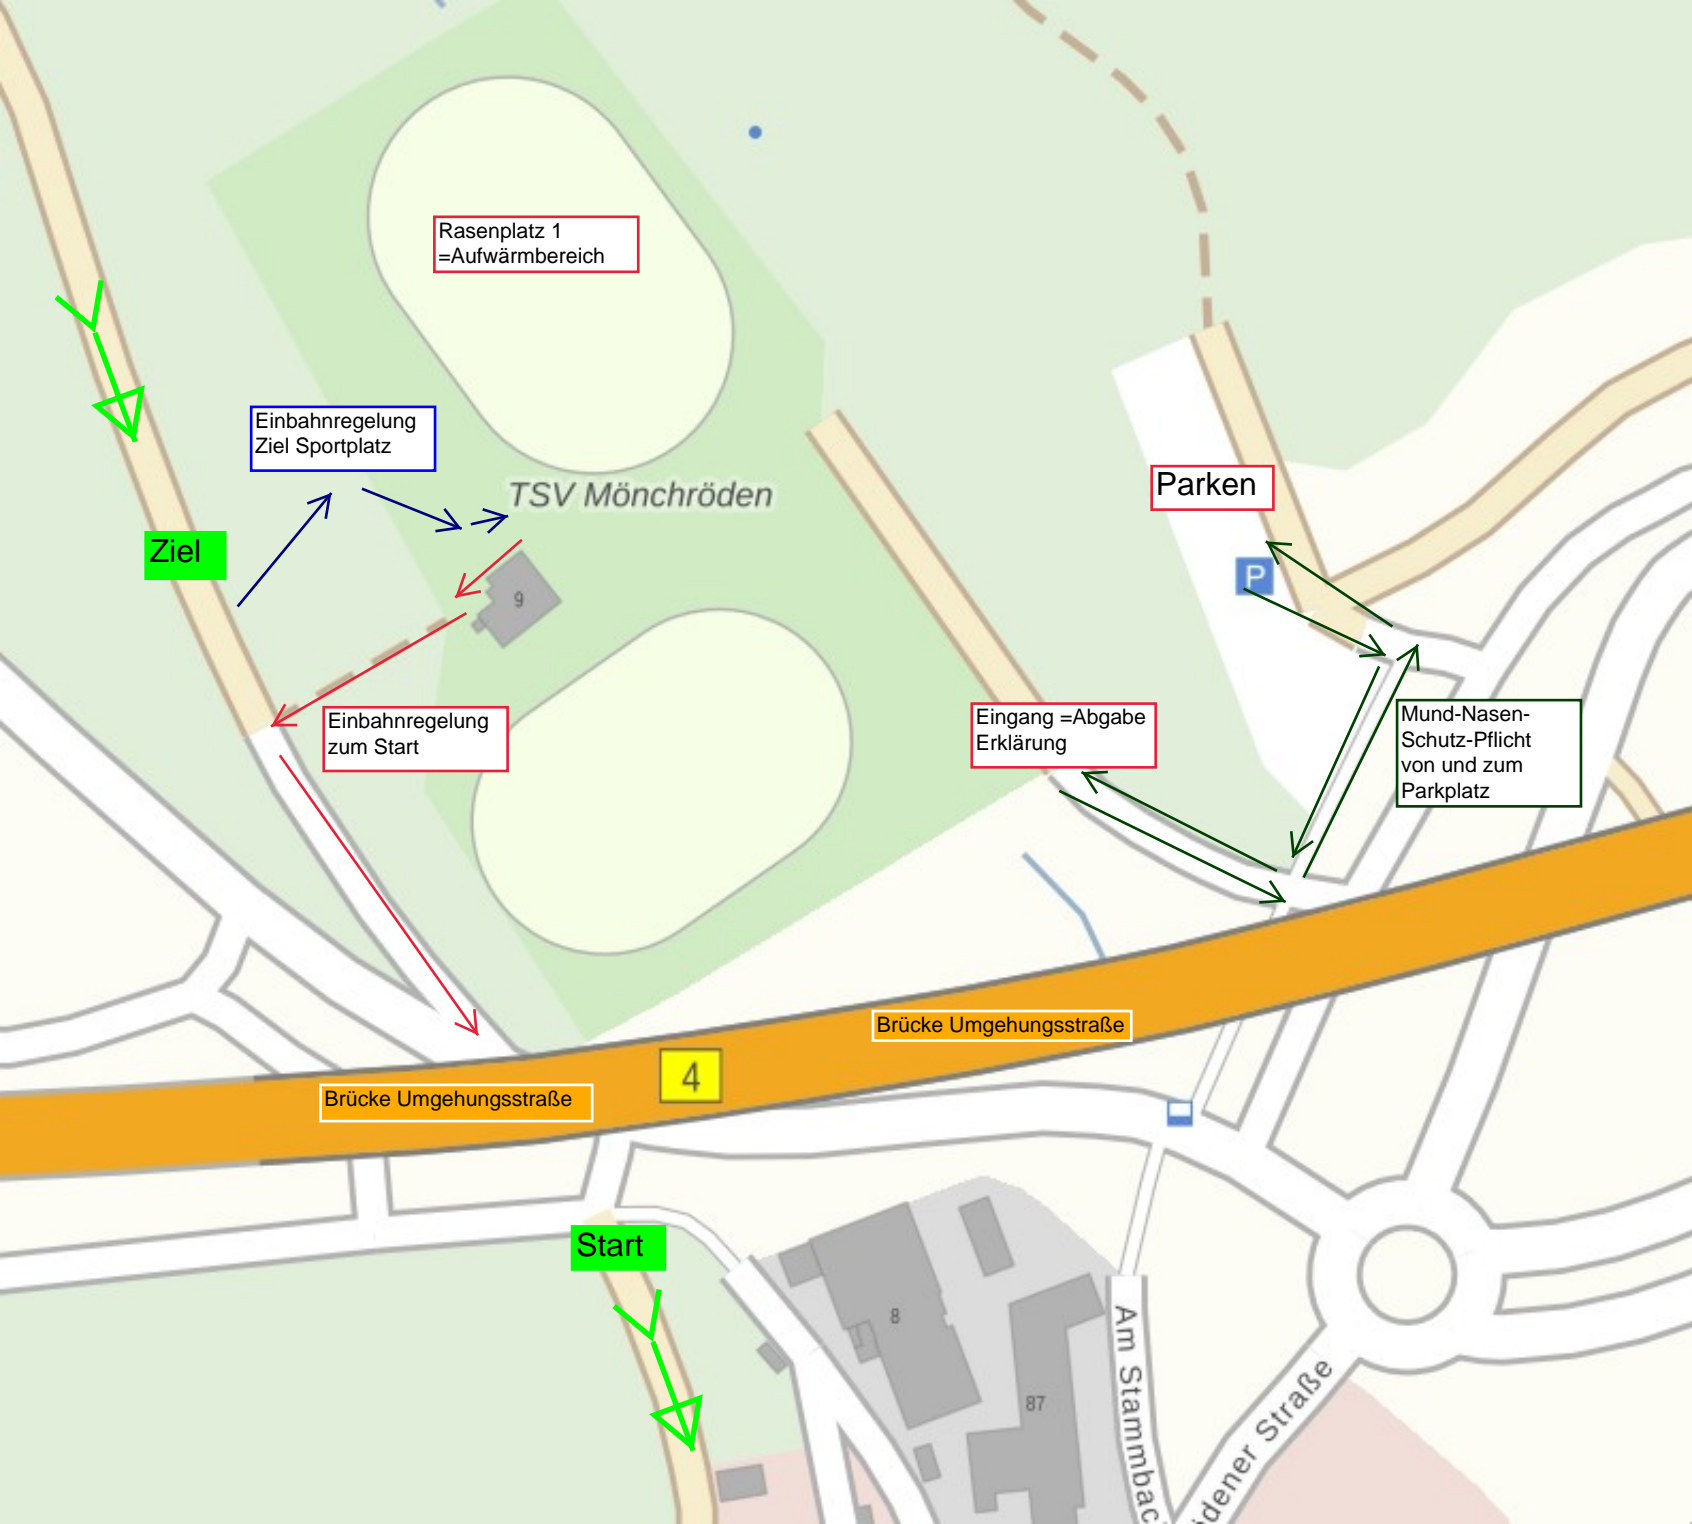 Rasenplatz 1
=Aufwärmbereich
Einbahnregelung
Ziel Sportplatz
TSV Mönchröden
Parken
Ziel
P
9
Einbahnregelung
zum Start
Eingang =Abgabe
Erklärung
Mund-Nasen-
Schutz-Pflicht
von und zum
Parkplatz
Brücke Umgehungsstraße
4
Brücke Umgehungsstraße
Start
8
87
Am Stammbac
ödener Straße